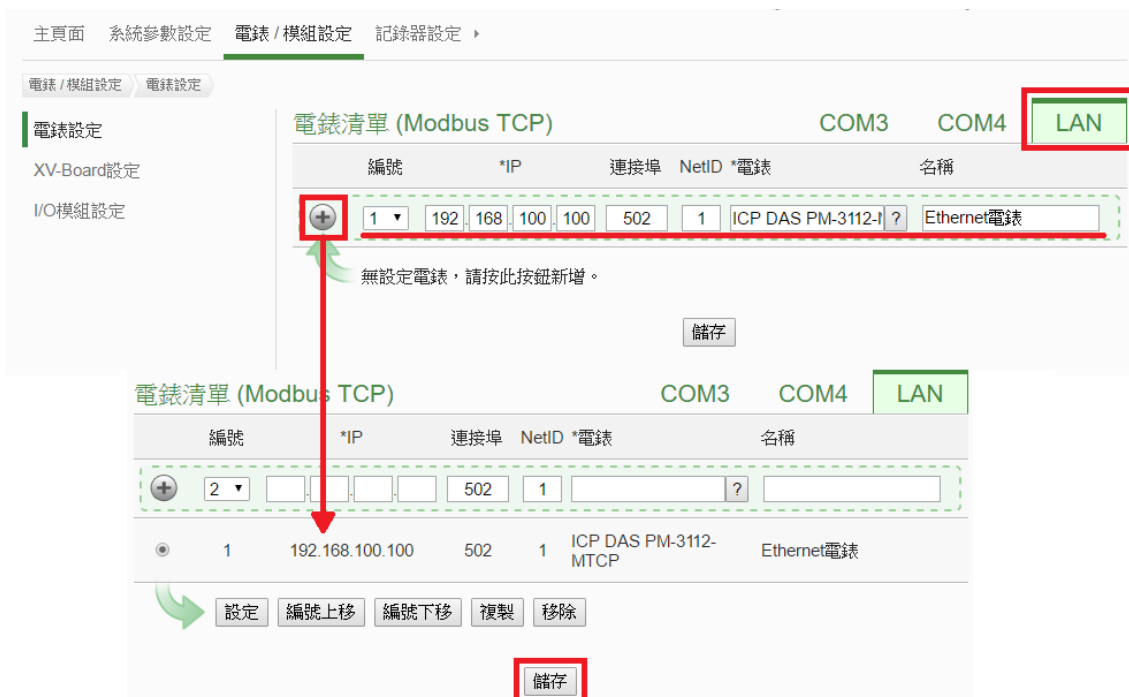 主頁面 系統參數設定 電錶 / 模組設定 記錄器設定
電錶 / 模組設定 電錶設定
電錶設定
XV-Board設定
I/O模組設定
電錶清單 (Modbus TCP) COM3 COM4 LAN
編號 *IP 連接埠 NetID *電錶 名稱
1 192 . 168 . 100 . 100 502 1 ICP DAS PM-3112- ? Ethernet電錶
無設定電錶，請按此按鈕新增。
儲存
電錶清單 (Modbus TCP) COM3 COM4 LAN
編號 *IP 連接埠 NetID *電錶 名稱
2 . . . 502 1 ?
1 192.168.100.100 502 1 ICP DAS PM-3112-
MTCP Ethernet電錶
設定 編號上移 編號下移 複製 移除
儲存